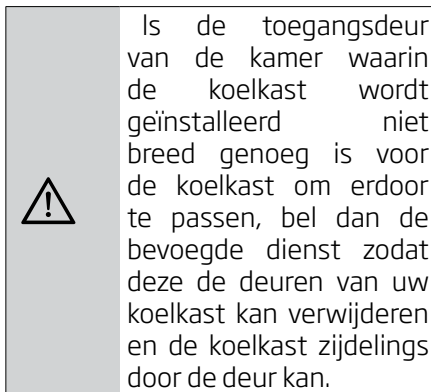 Is de toegangsdeur
van de kamer waarin
de koelkast wordt
geïnstalleerd niet
breed genoeg is voor
de koelkast om erdoor
te passen, bel dan de
bevoegde dienst zodat
deze de deuren van uw
koelkast kan verwijderen
en de koelkast zijdelings
door de deur kan.